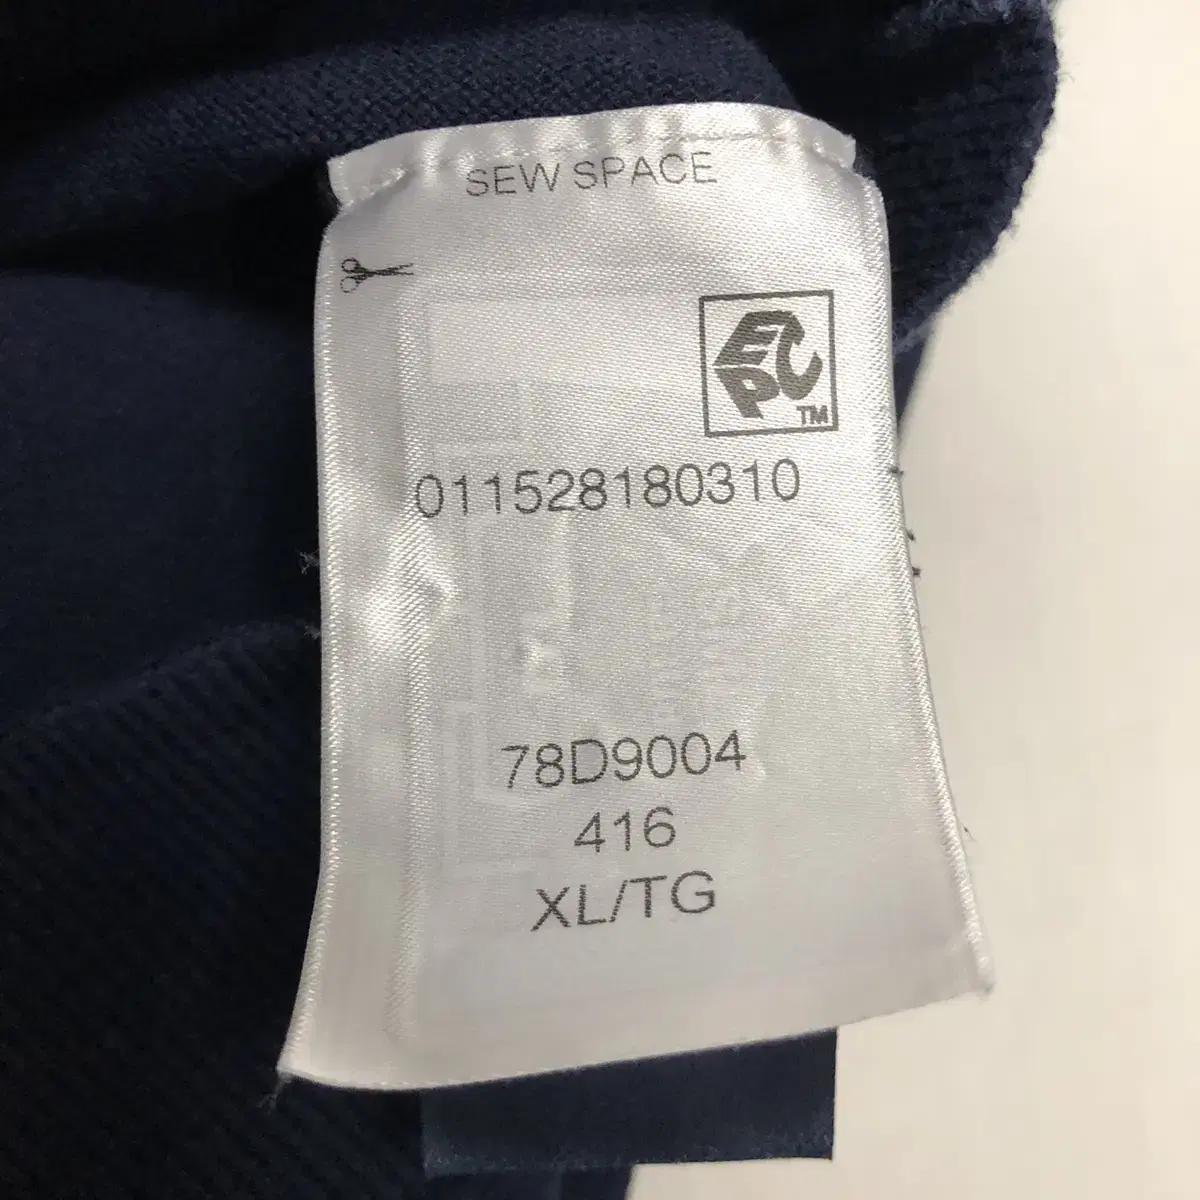 SEW SPACE
EPC
TM
011528180310
78D9004
416
XL/TG